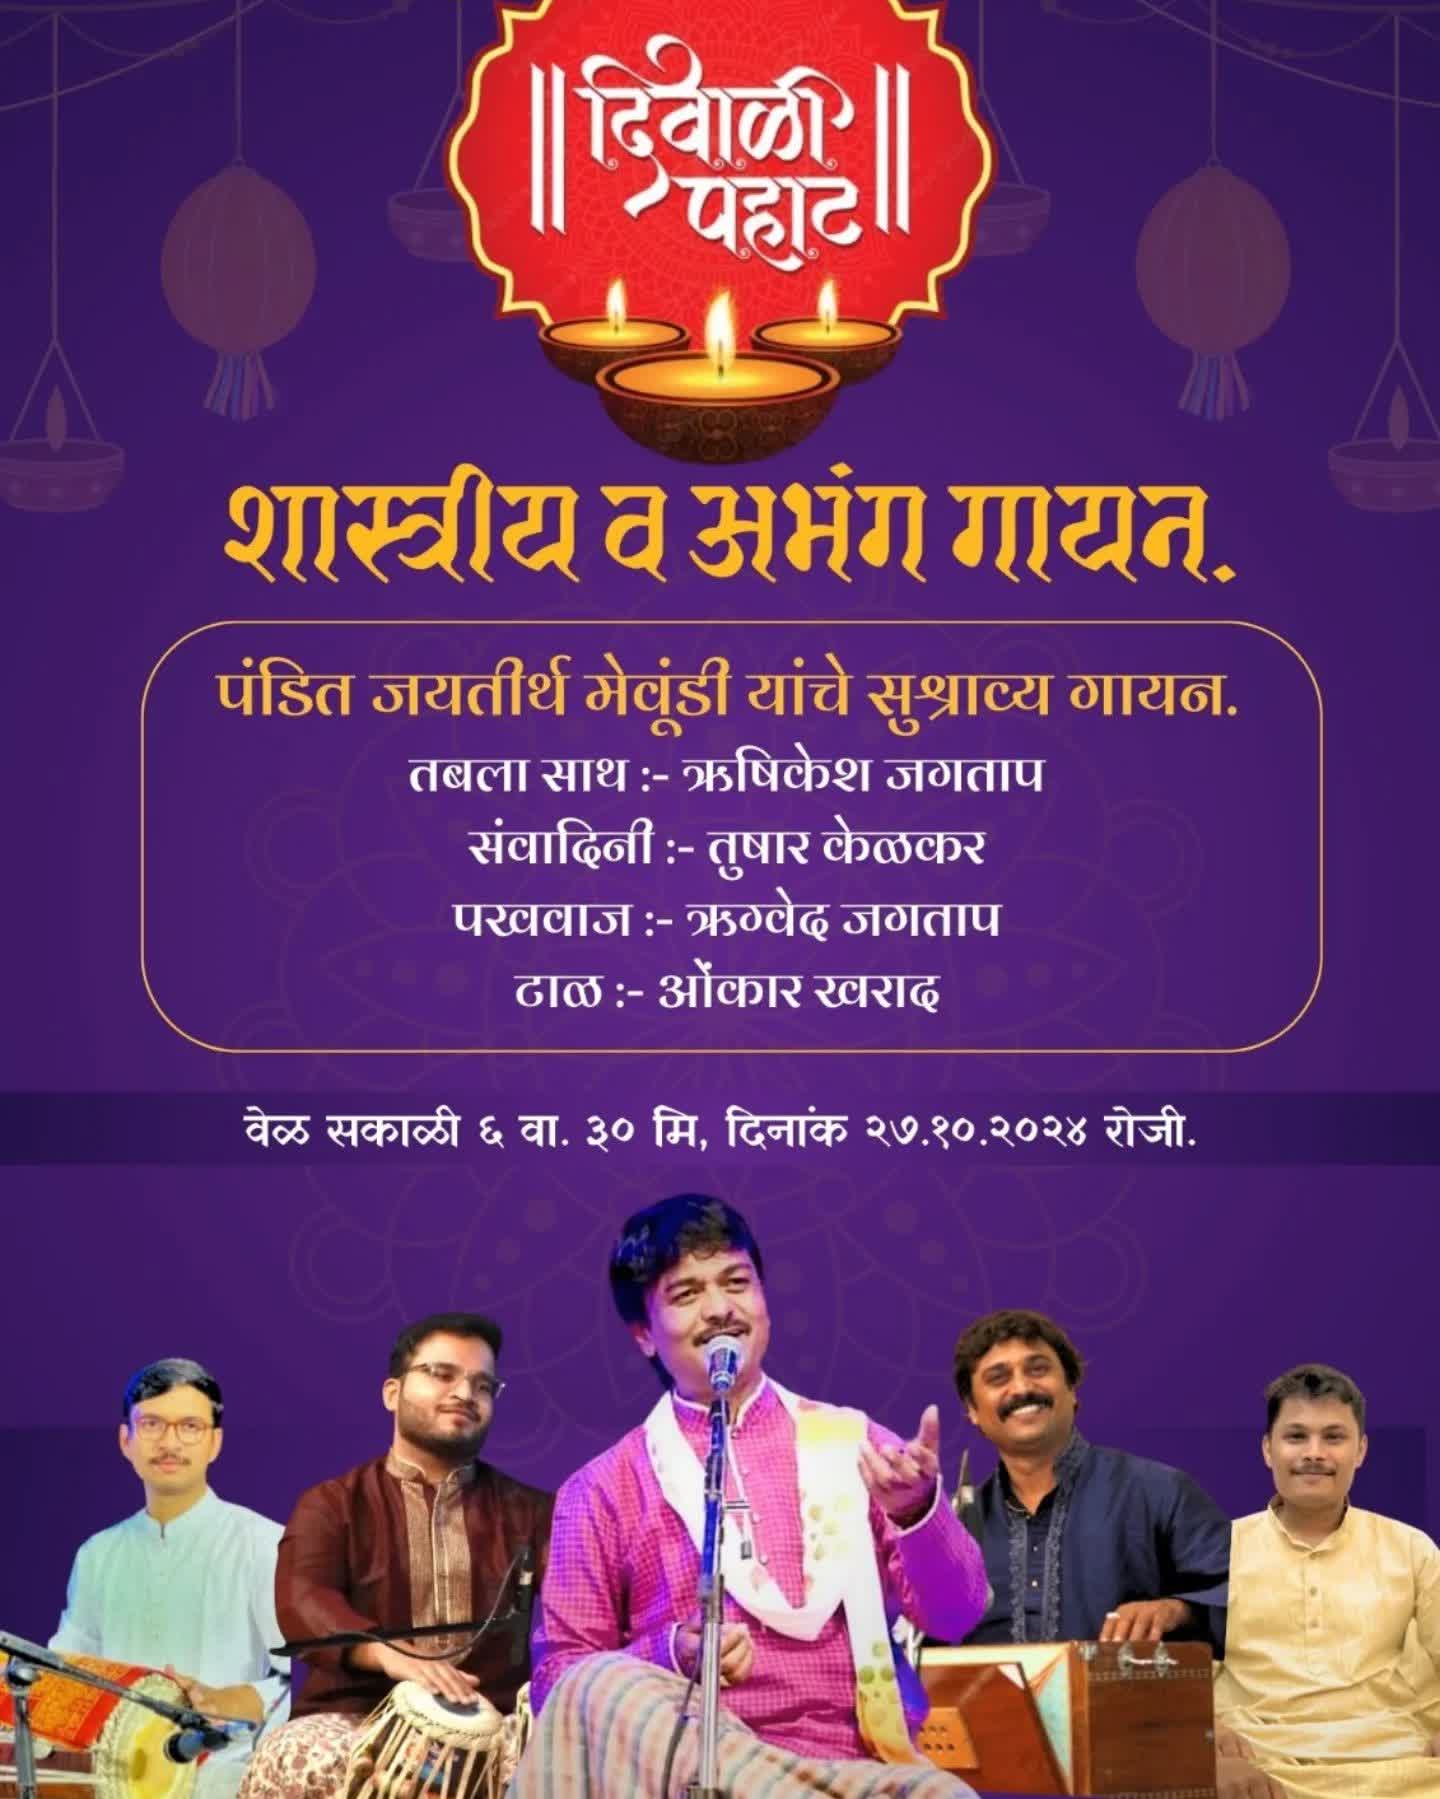 ॥ दिवाळी पहाट ॥
शास्त्रीय व अभंग गायन.
पंडित जयतीर्थ मेवूंडी यांचे सुश्राव्य गायन.
तबला साथ :- ऋषिकेश जगताप
संवादिनी :- तुषार केळकर
पखवाज :- ऋग्वेद जगताप
टाळ :- ओंकार खराद
वेळ सकाळी ६ वा. ३० मि, दिनांक २७.१०.२०२४ रोजी.